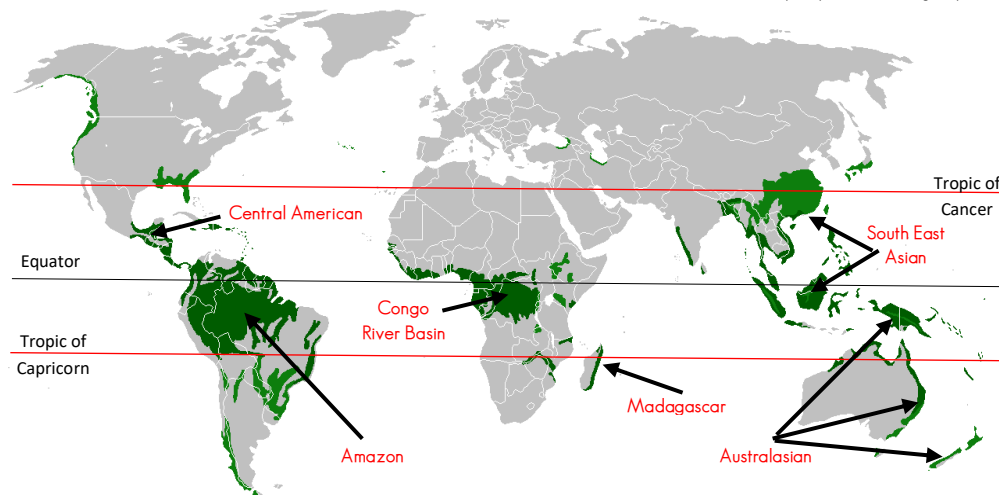 Tropic of
Cancer
Central American
South East
Asian
Equator
Congo
River Basin
Tropic of
Capricorn
Madagascar
Amazon
Australasian